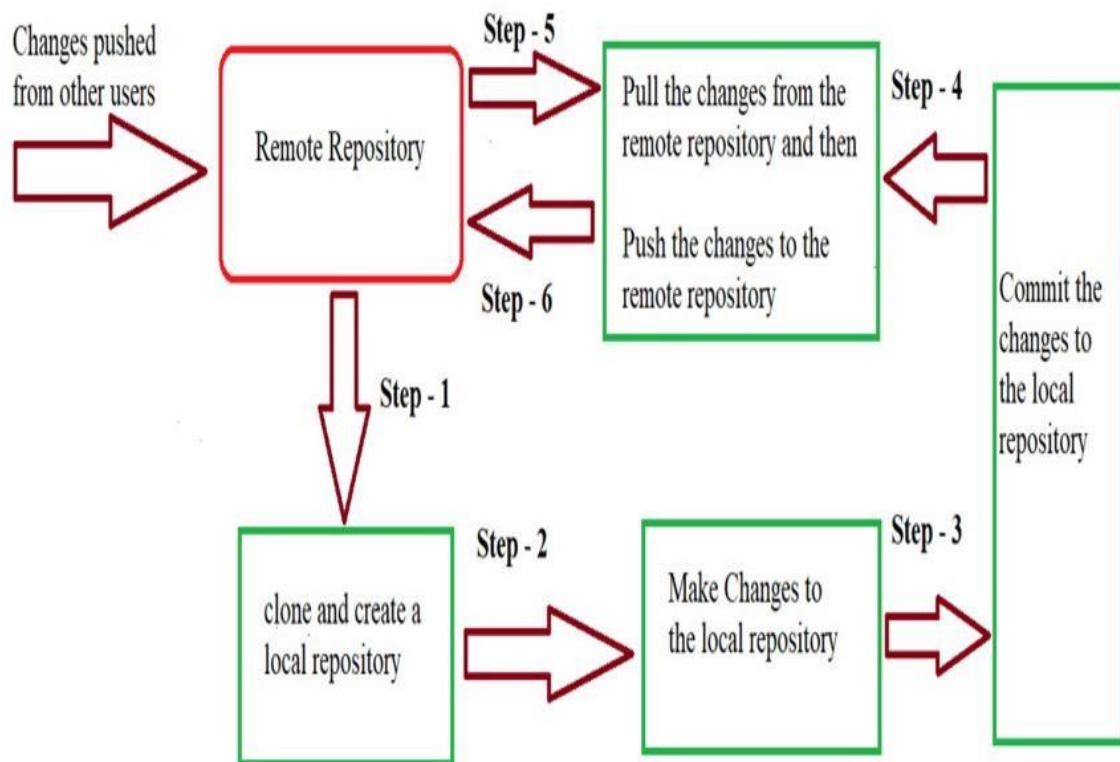 Changes pushed
from other users
Remote Repository
Step - 5
Pull the changes from the
remote repository and then
Push the changes to the
remote repository
Step - 4
Step - 6
Commit the
changes to
the local
repository
Step - 1
clone and create a
local repository
Step - 2
Make Changes to
the local repository
Step - 3